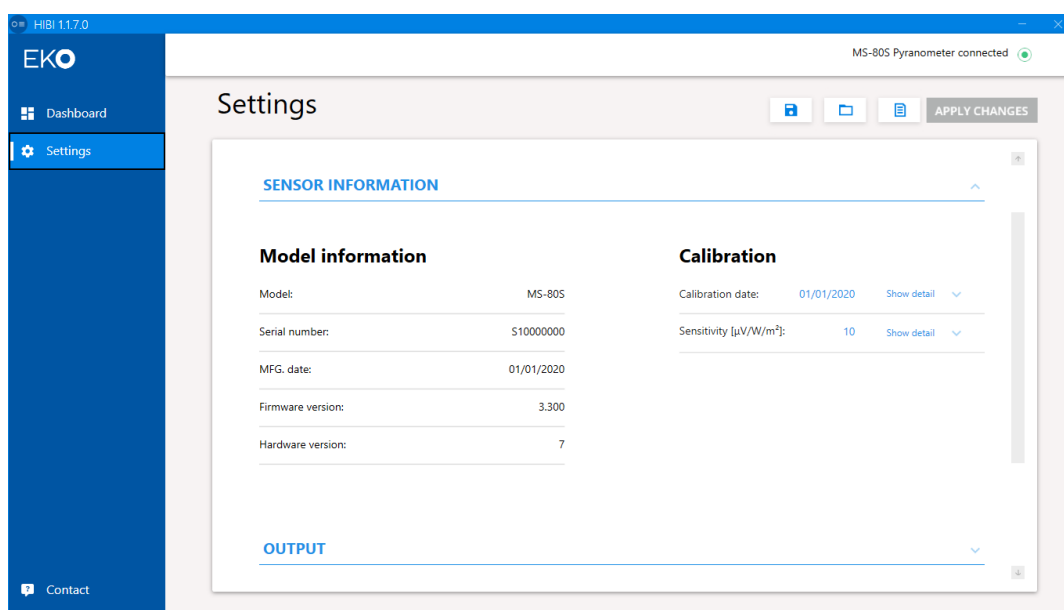 HIBI 1.1.7.0
EKO
MS-80S Pyranometer connected
Dashboard
Settings
Contact
Settings
APPLY CHANGES
SENSOR INFORMATION
Model information
Model: MS-80S
Serial number: S10000000
MFG. date: 01/01/2020
Firmware version: 3.300
Hardware version: 7
Calibration
Calibration date: 01/01/2020 Show detail
Sensitivity [µV/W/m²]: 10 Show detail
OUTPUT